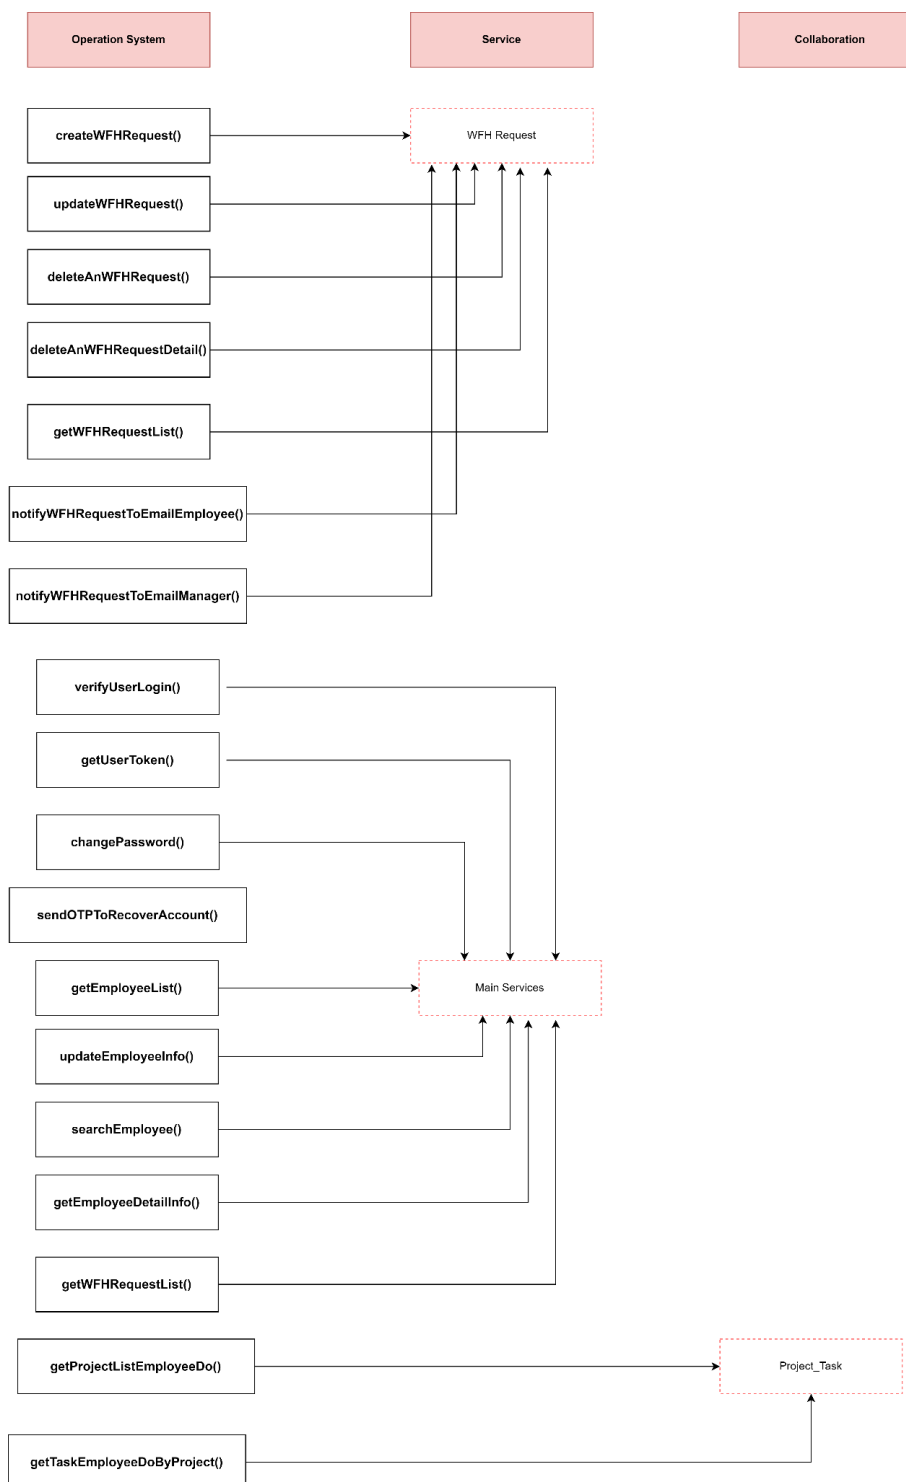 Operation System
Service
Collaboration
createWFHRequest()
WFH Request
updateWFHRequest()
deleteAnWFHRequest()
deleteAnWFHRequestDetail()
getWFHRequestList()
notifyWFHRequestToEmailEmployee()
notifyWFHRequestToEmailManager()
verifyUserLogin()
getUserToken()
changePassword()
sendOTPToRecoverAccount()
getEmployeeList()
Main Services
updateEmployeeInfo()
searchEmployee()
getEmployeeDetailInfo()
getWFHRequestList()
getProjectListEmployeeDo()
Project_Task
getTaskEmployeeDoByProject()